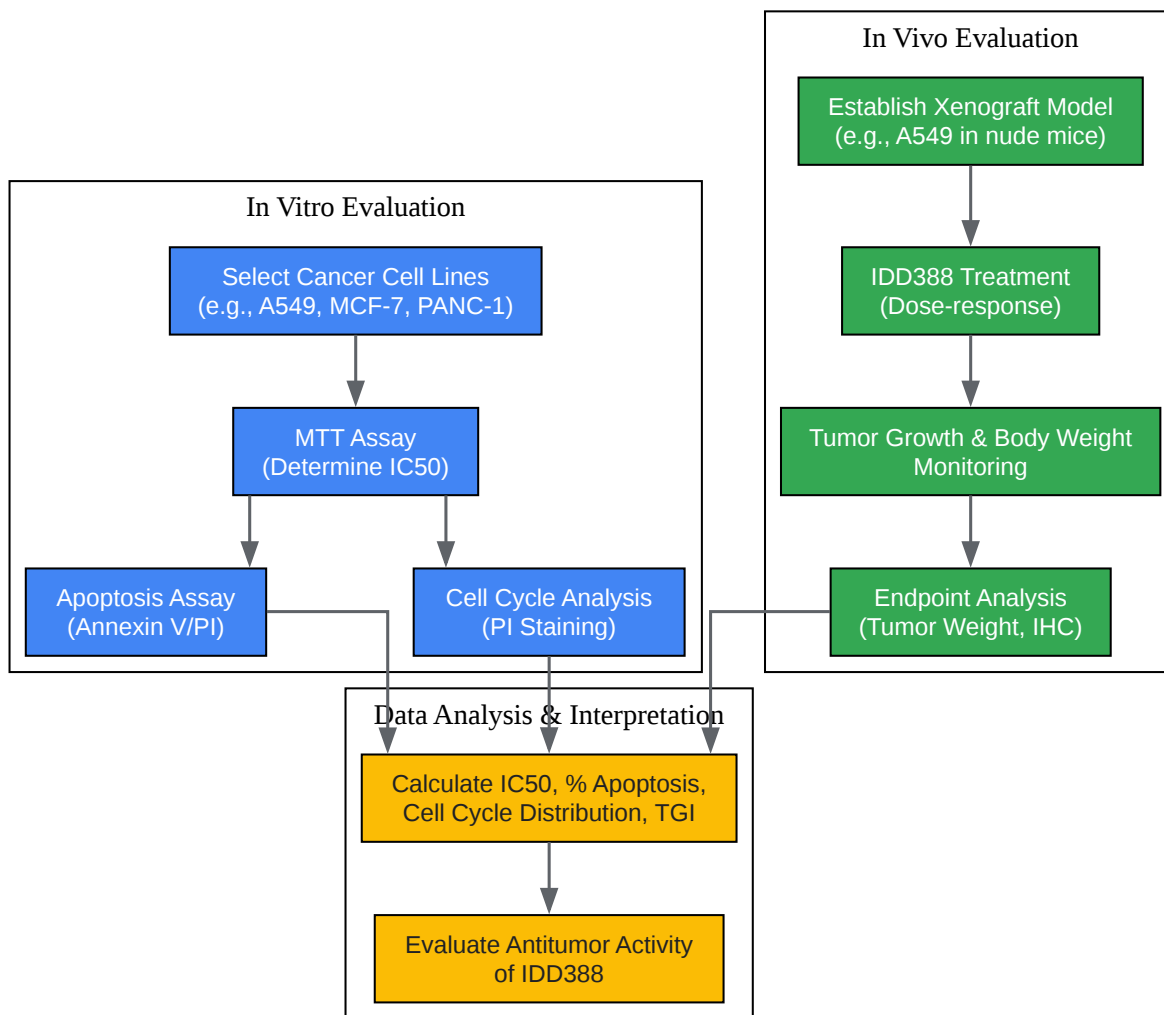 In Vitro Evaluation
Select Cancer Cell Lines
(e.g., A549, MCF-7, PANC-1)
MTT Assay
(Determine IC50)
Apoptosis Assay
(Annexin V/PI)
Cell Cycle Analysis
(PI Staining)
In Vivo Evaluation
Establish Xenograft Model
(e.g., A549 in nude mice)
IDD388 Treatment
(Dose-response)
Tumor Growth & Body Weight
Monitoring
Endpoint Analysis
(Tumor Weight, IHC)
Data Analysis & Interpretation
Calculate IC50, % Apoptosis,
Cell Cycle Distribution, TGI
Evaluate Antitumor Activity
of IDD388